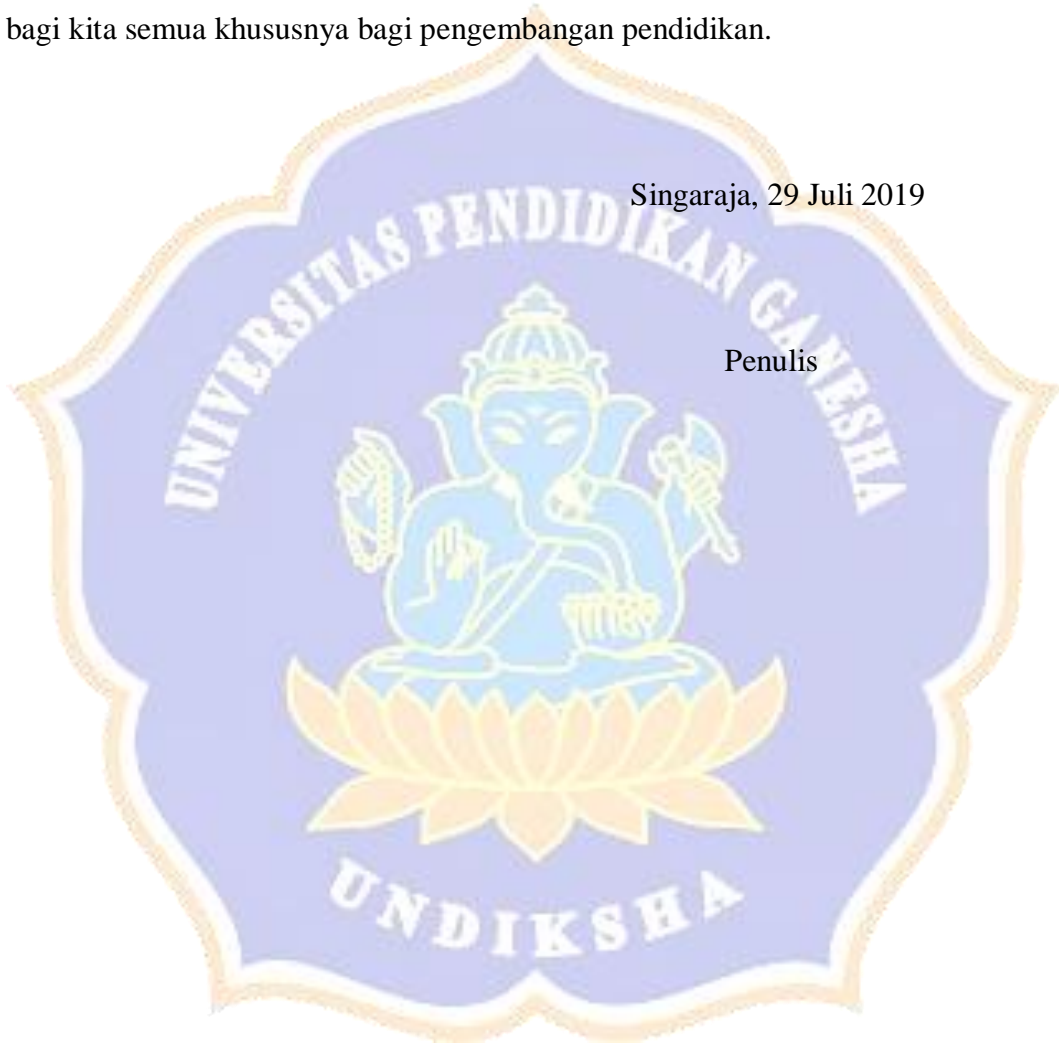 bagi kita semua khususnya bagi pengembangan pendidikan.
Singaraja, 29 Juli 2019
UNIVERSITAS PENDIDIKAN GANESHA
Penulis
UNDIKSHA